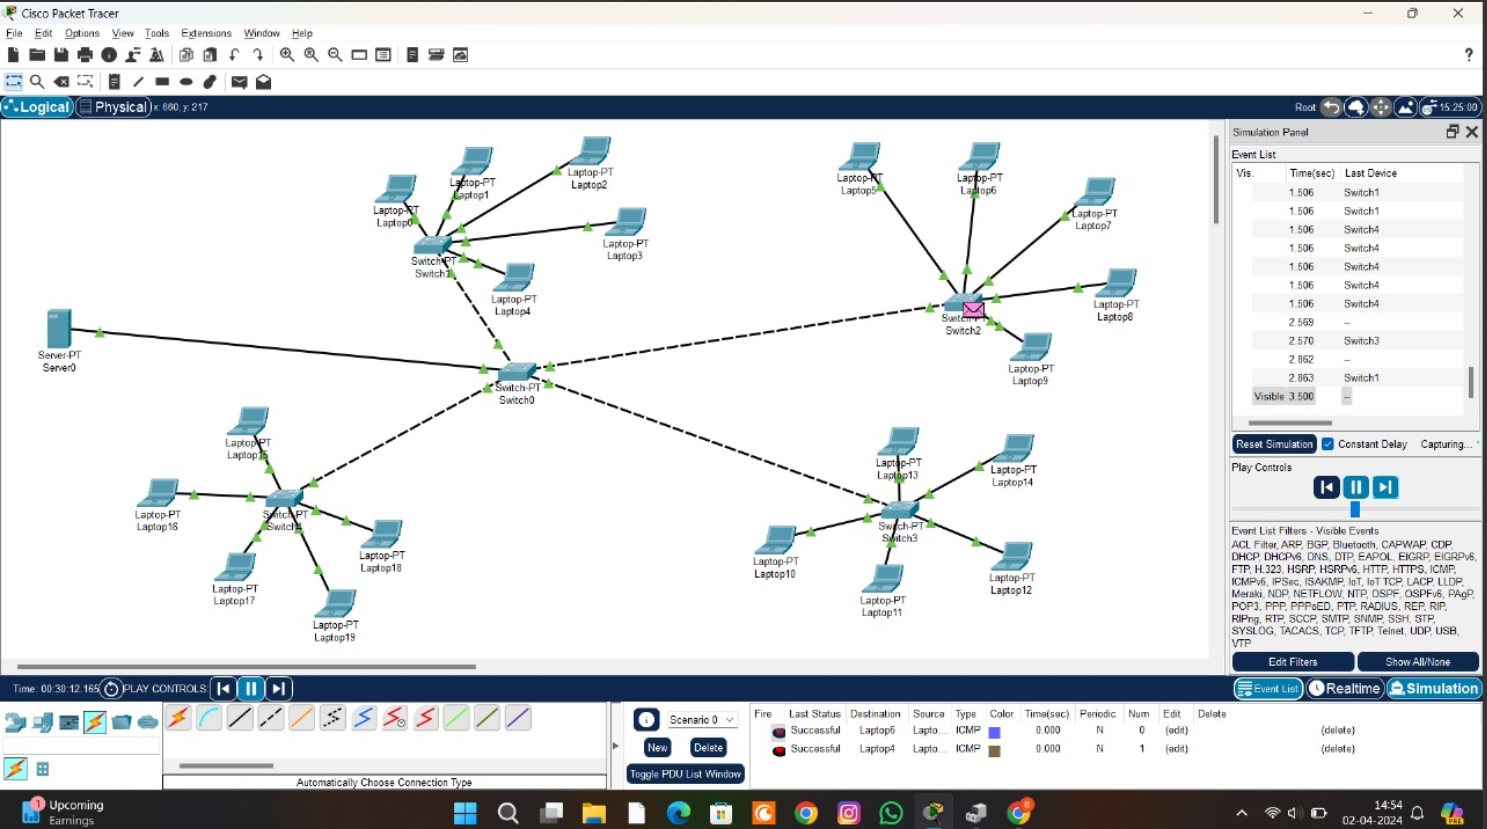 Cisco Packet Tracer
File Edit Options View Tools Extensions Window Help
?
Logical Physical x: 660, y: 217
Root 15:25:00
Laptop-PT
Laptop0
Laptop-PT
Laptop1
Laptop-PT
Laptop2
Laptop-PT
Laptop3
Laptop-PT
Laptop4
Switch-PT
Switch1
Laptop-PT
Laptop5
Laptop-PT
Laptop6
Laptop-PT
Laptop7
Laptop-PT
Laptop8
Laptop-PT
Laptop9
Switch-PT
Switch2
Server-PT
Server0
Switch-PT
Switch0
Laptop-PT
Laptop15
Laptop-PT
Laptop16
Laptop-PT
Laptop17
Laptop-PT
Laptop18
Laptop-PT
Laptop19
Switch-PT
Switch4
Laptop-PT
Laptop13
Laptop-PT
Laptop14
Laptop-PT
Laptop10
Laptop-PT
Laptop11
Laptop-PT
Laptop12
Switch-PT
Switch3
Simulation Panel
Event List
Vis. Time(sec) Last Device
1.506 Switch1
1.506 Switch1
1.506 Switch4
1.506 Switch4
1.506 Switch4
1.506 Switch4
1.506 Switch4
2.569 --
2.570 Switch3
2.862 --
2.863 Switch1
Visible 3.500 --
Reset Simulation Constant Delay Capturing...
Play Controls
Event List Filters - Visible Events
ACL Filter, ARP, BGP, Bluetooth, CAPWAP, CDP,
DHCP, DHCPv6, DNS, DTP, EAPOL, EIGRP, EIGRPv6,
FTP, H.323, HSRP, HSRPv6, HTTP, HTTPS, ICMP,
ICMPv6, IPSec, ISAKMP, IoT, IoT TCP, LACP, LLDP,
Meraki, NDP, NETFLOW, NTP, OSPF, OSPFv6, PAgP,
POP3, PPP, PPPoED, PTP, RADIUS, REP, RIP,
RIPng, RTP, SCCP, SMTP, SNMP, SSH, STP,
SYSLOG, TACACS, TCP, TFTP, Telnet, UDP, USB,
VTP
Edit Filters Show All/None
Time: 00:30:12.165 PLAY CONTROLS
Event List Realtime Simulation
Automatically Choose Connection Type
Scenario 0
New Delete
Toggle PDU List Window
Fire Last Status Destination Source Type Color Time(sec) Periodic Num Edit Delete
Successful Laptop6 Lapto... ICMP 0.000 N 0 (edit) (delete)
Successful Laptop4 Lapto... ICMP 0.000 N 1 (edit) (delete)
1
Upcoming
Earnings
8
14:54
02-04-2024
PRE